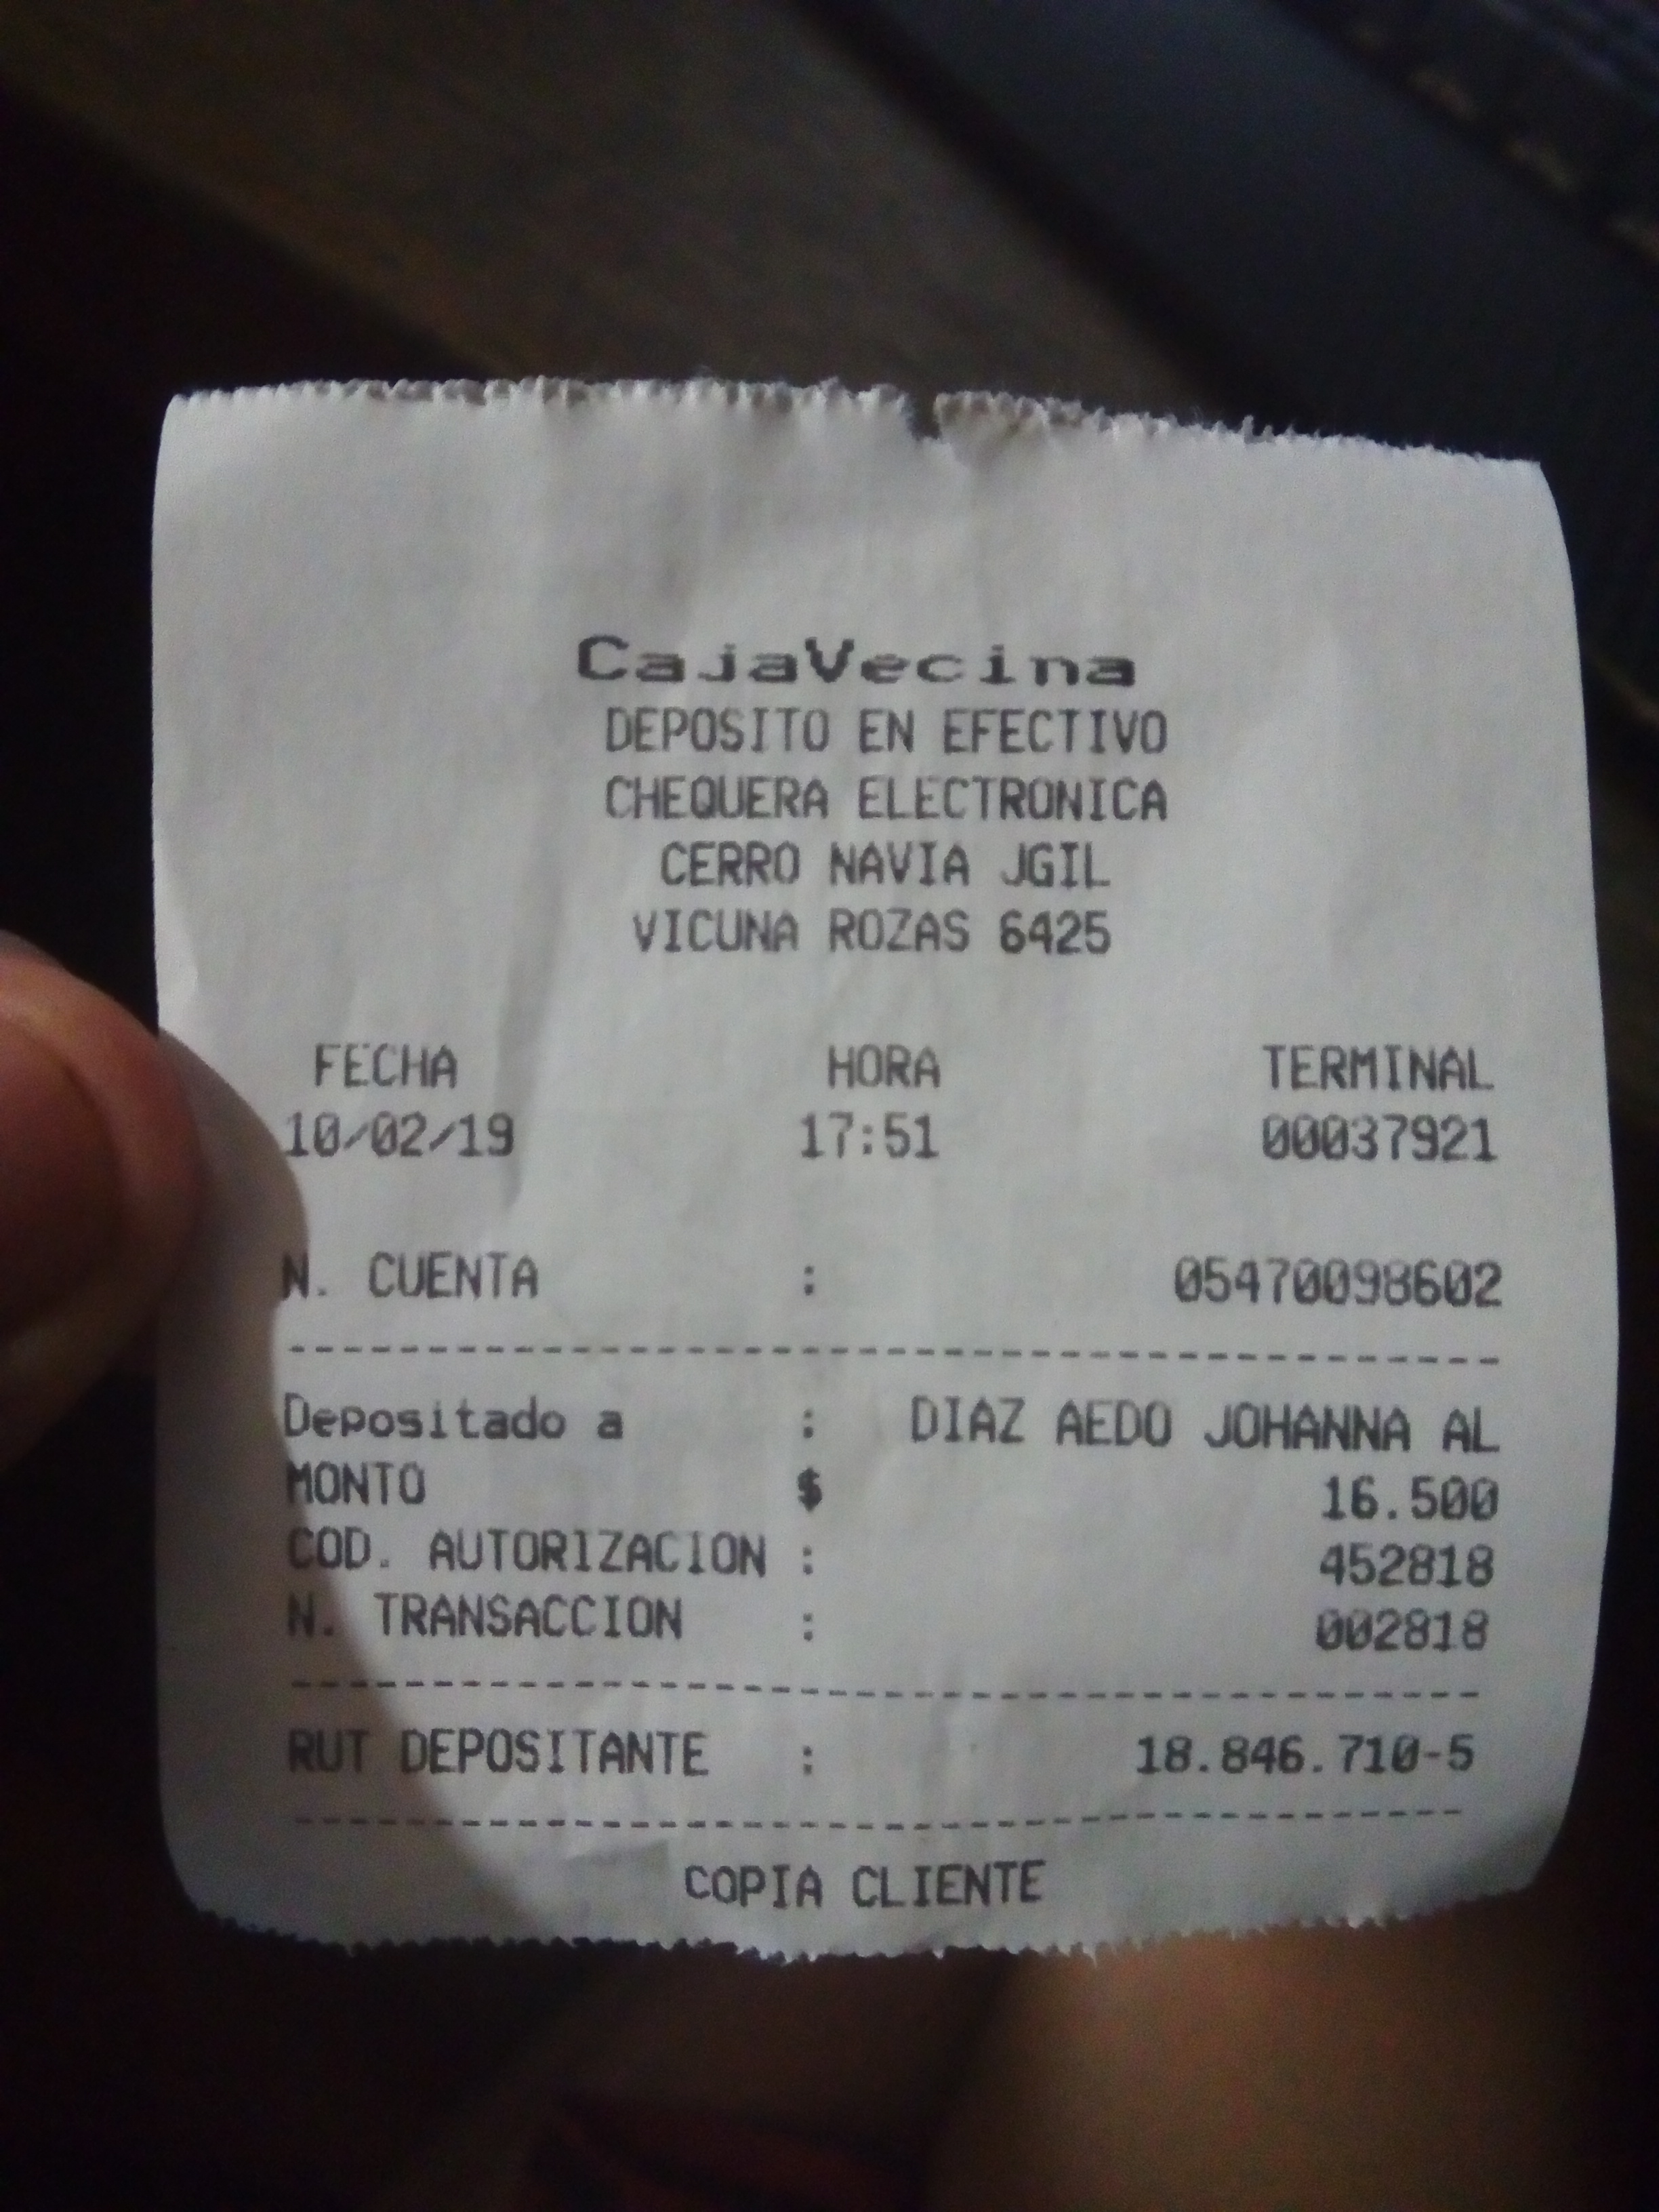 CajaVecina
DEPOSITO EN EFECTIVO
CHEQUERA ELECTRONICA
CERRO NAVIA JGIL
VICUNA ROZAS 6425
FECHA HORA TERMINAL
10/02/19 17:51 00037921
N. CUENTA : 05470098602
Depositado a : DIAZ AEDO JOHANNA AL
MONTO $ 16.500
COD. AUTORIZACION : 452818
N. TRANSACCION : 002818
RUT DEPOSITANTE : 18.846.710-5
COPIA CLIENTE